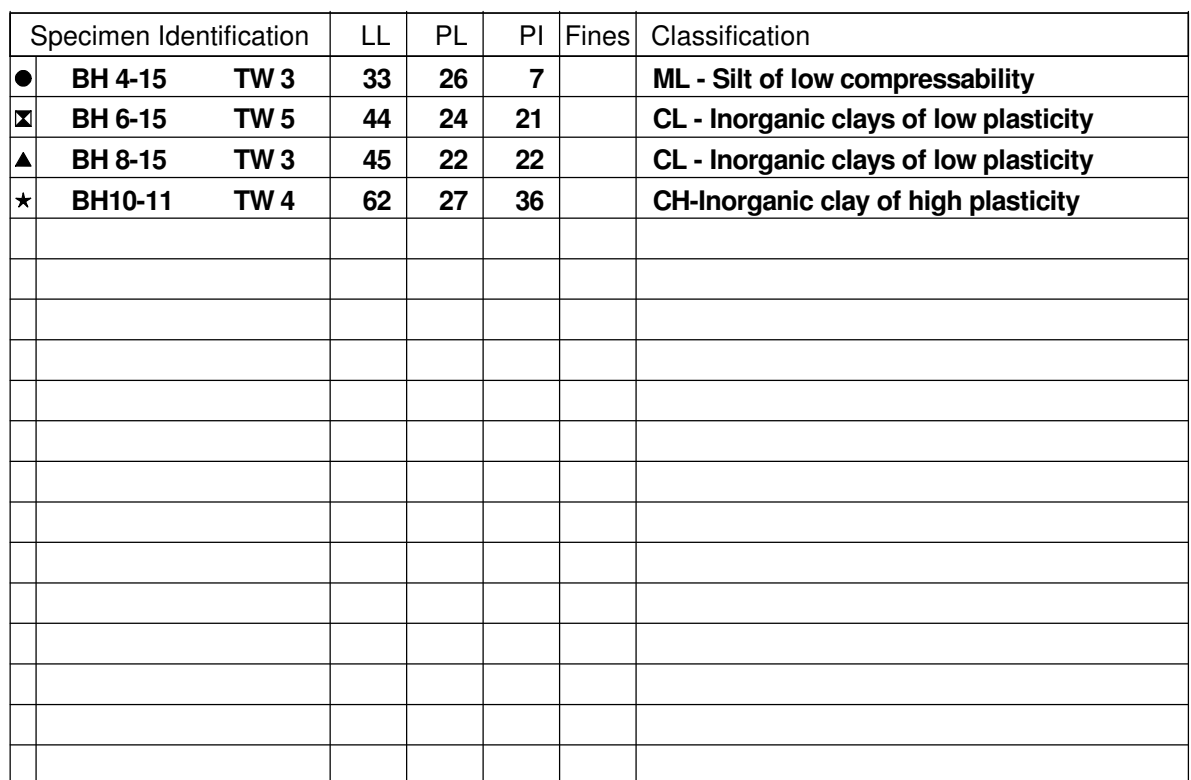 Specimen Identification LL PL PI Fines Classification
BH 4-15 TW 3 33 26 7 ML - Silt of low compressability
BH 6-15 TW 5 44 24 21 CL - Inorganic clays of low plasticity
BH 8-15 TW 3 45 22 22 CL - Inorganic clays of low plasticity
BH10-11 TW 4 62 27 36 CH-Inorganic clay of high plasticity